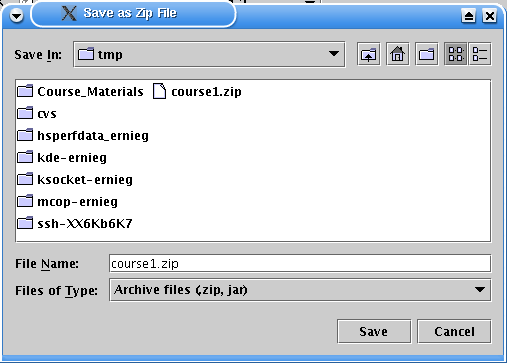 Save as Zip File
Save In: tmp
Course_Materials course1.zip
cvs
hsperfdata_ernieg
kde-ernieg
ksocket-ernieg
mcop-ernieg
ssh-XX6Kb6K7
File Name: course1.zip
Files of Type: Archive files (.zip, jar)
Save Cancel